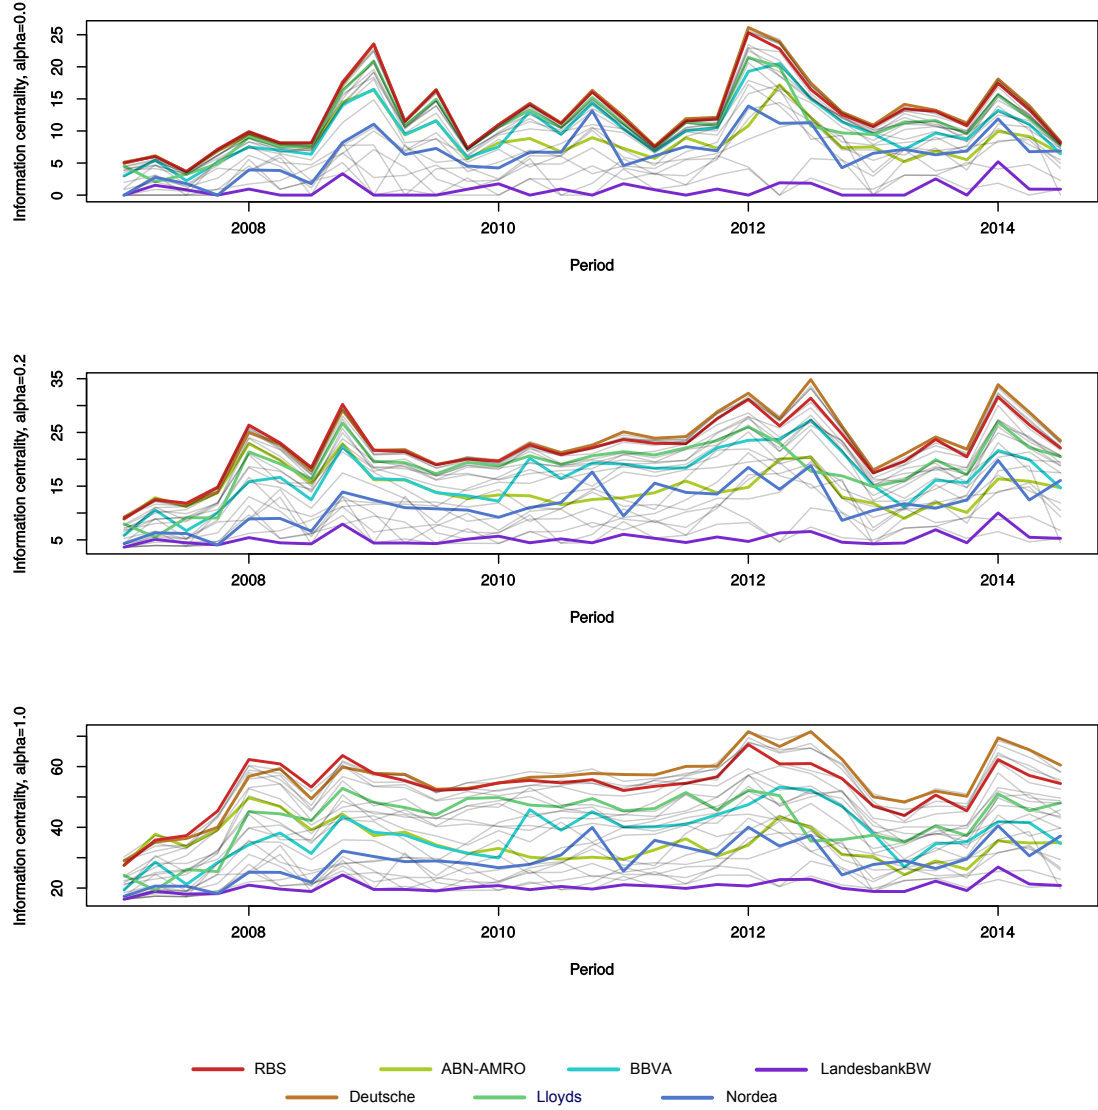 Information centrality, alpha=0.0
25
20
15
10
5
0
2008 2010 2012 2014
Period
Information centrality, alpha=0.2
35
25
15
5
2008 2010 2012 2014
Period
Information centrality, alpha=1.0
60
40
20
2008 2010 2012 2014
Period
RBS ABN-AMRO BBVA LandesbankBW
Deutsche Lloyds Nordea